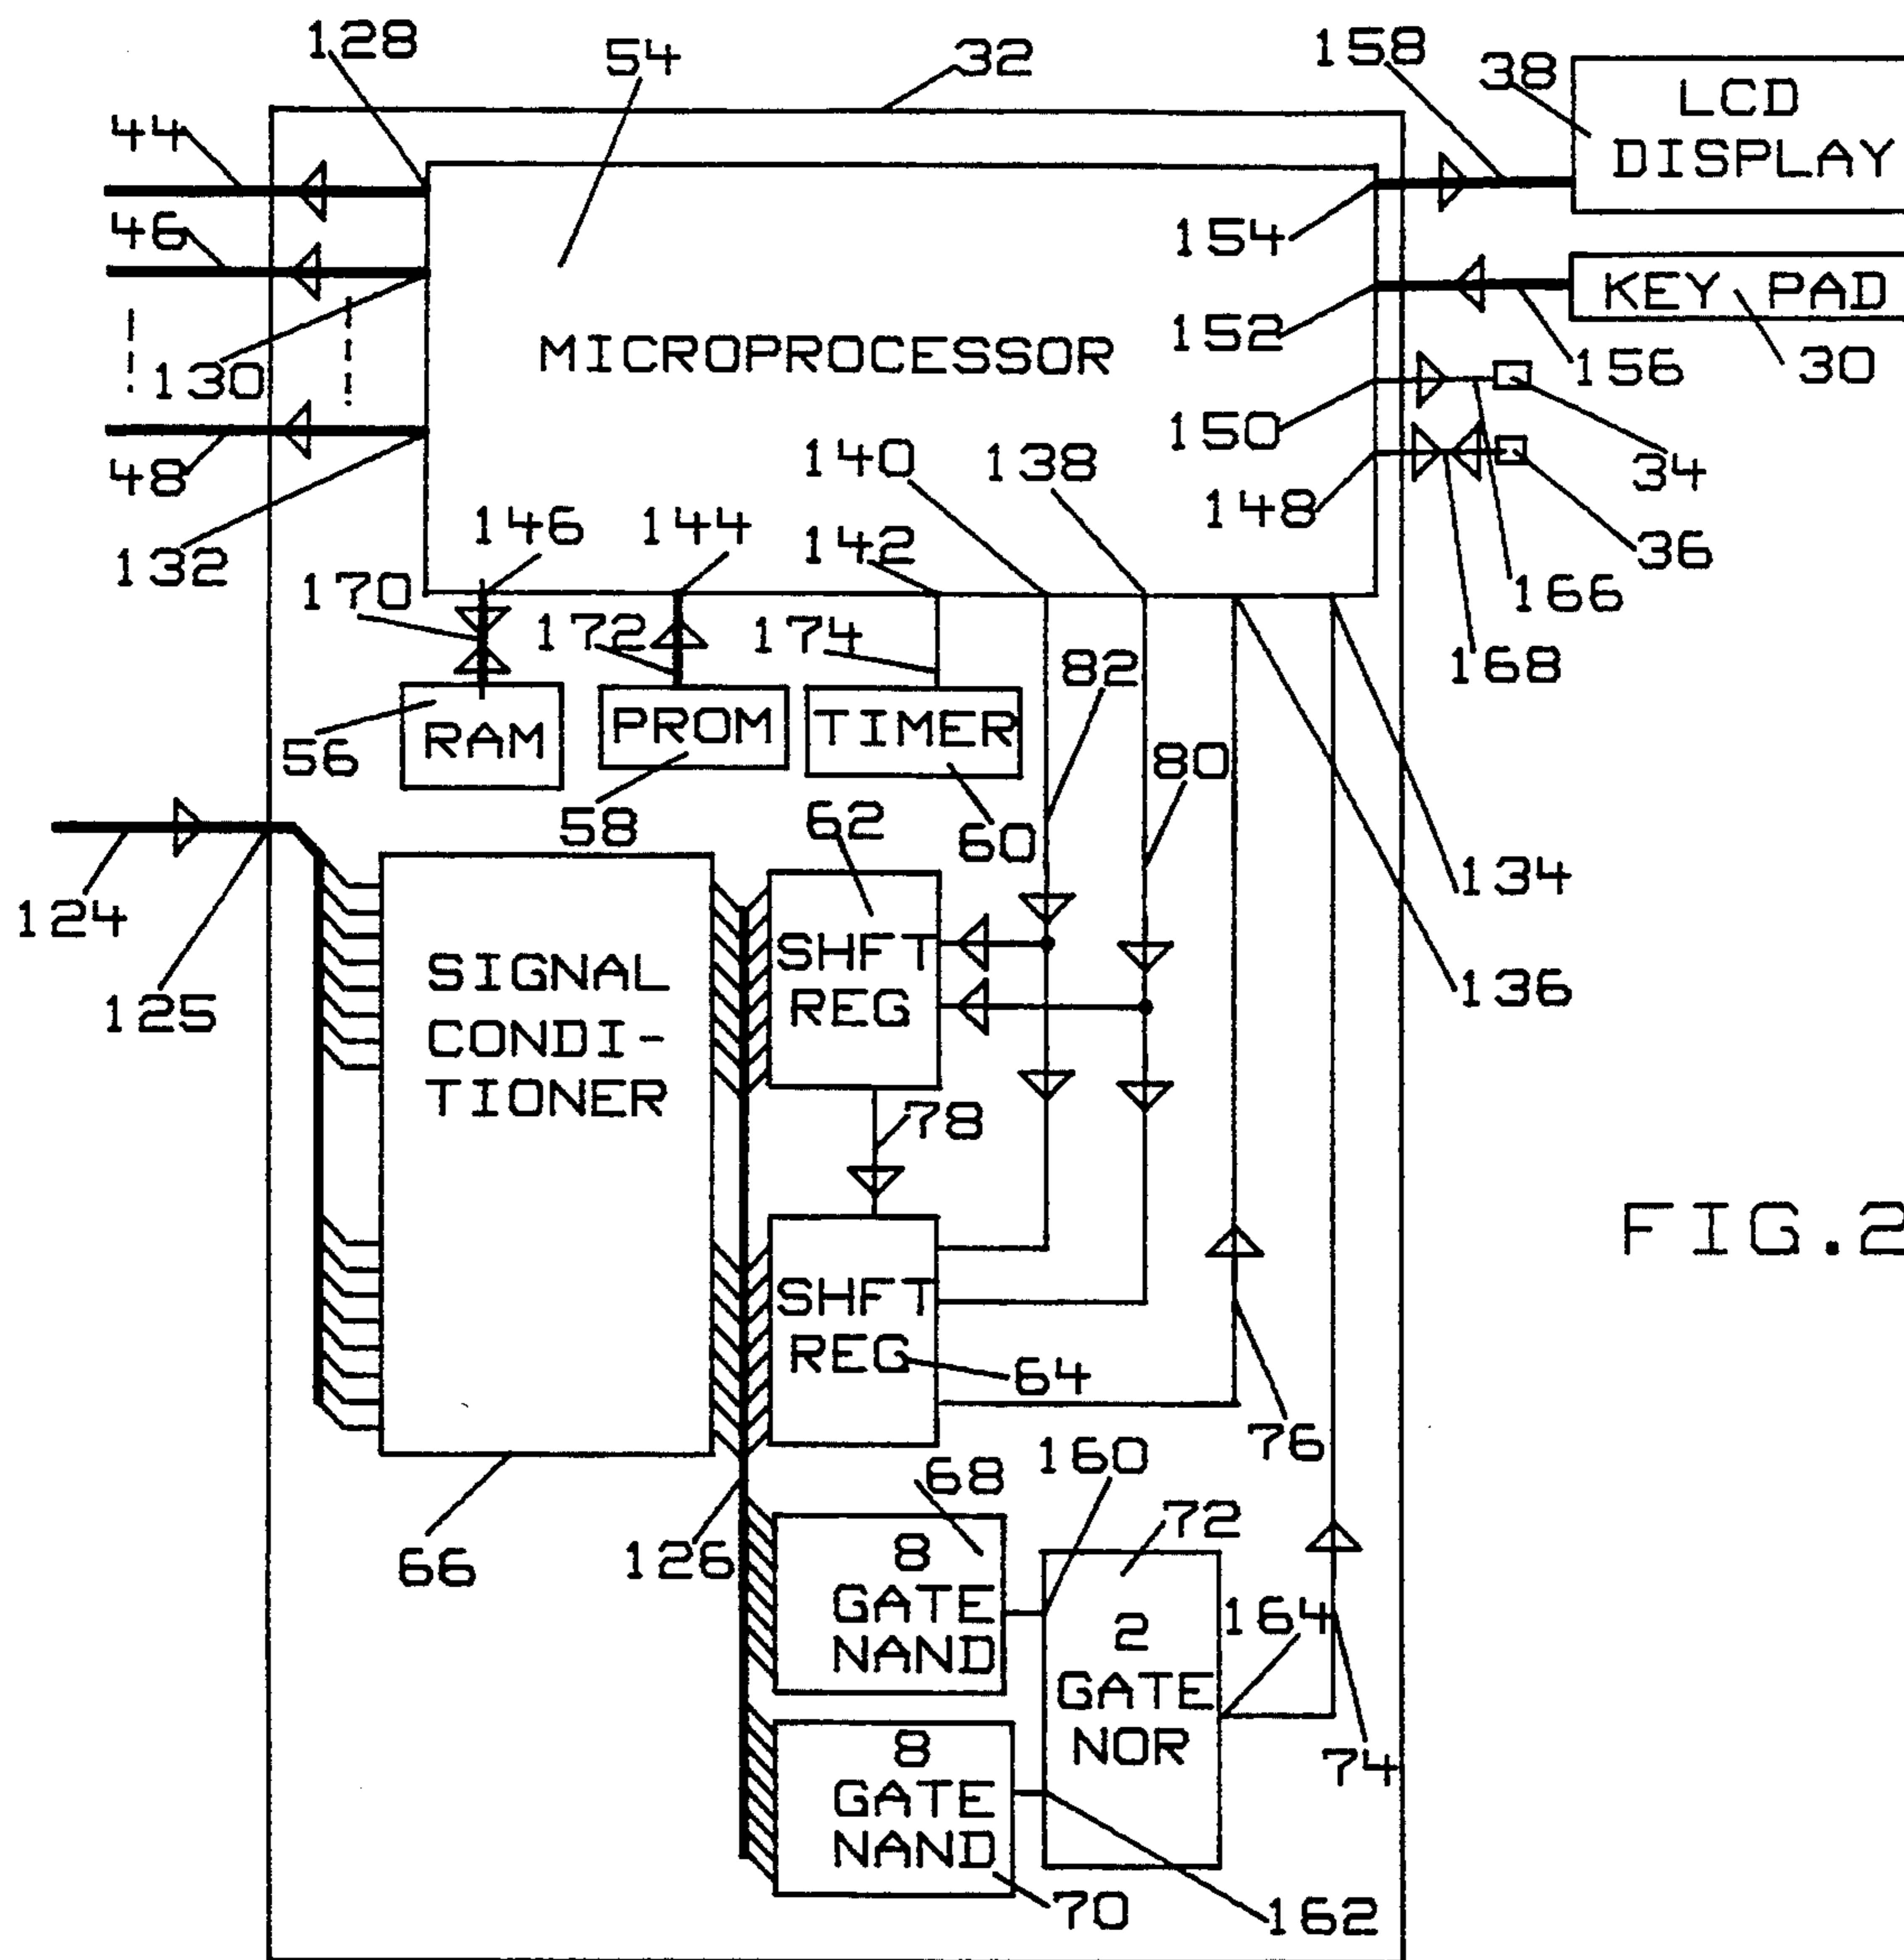 128
54
32
158
38
LCD
DISPLAY
44
46
154
KEY PAD
152
130
MICROPROCESSOR
156
30
150
34
48
140
138
148
36
132
146
144
142
166
170
172
174
168
82
RAM
PROM
TIMER
56
80
58
62
60
134
124
125
SHFT
REG
136
SIGNAL
CONDI-
TIONER
78
FIG.2
SHFT
REG
64
76
160
68
72
66
126
8
GATE
NAND
2
GATE
NOR
164
74
8
GATE
NAND
70
162